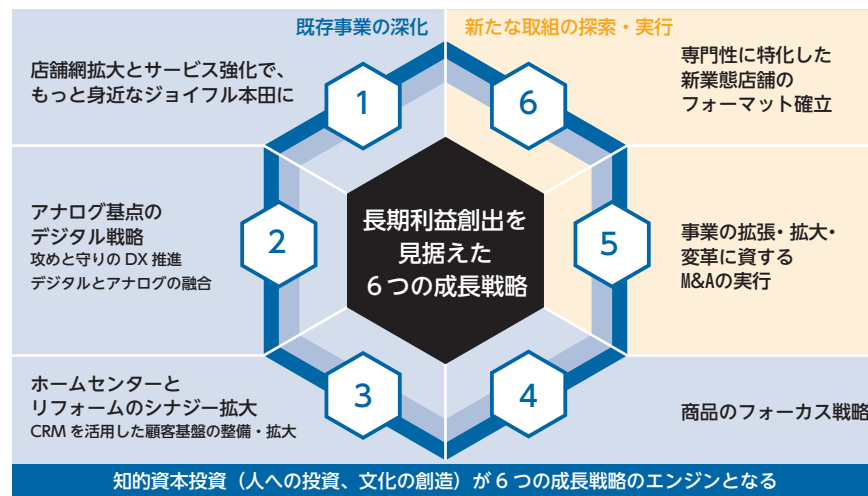 既存事業の深化
新たな取組の探索・実行
店舗網拡大とサービス強化で、
もっと身近なジョイフル本田に
1
アナログ基点の
デジタル戦略
攻めと守りの DX 推進
デジタルとアナログの融合
2
ホームセンターと
リフォームのシナジー拡大
CRM を活用した顧客基盤の整備・拡大
3
長期利益創出を
見据えた
6つの成長戦略
4
商品のフォーカス戦略
5
事業の拡張・拡大・
変革に資する
M&Aの実行
6
専門性に特化した
新業態店舗の
フォーマット確立
知的資本投資（人への投資、文化の創造）が6つの成長戦略のエンジンとなる